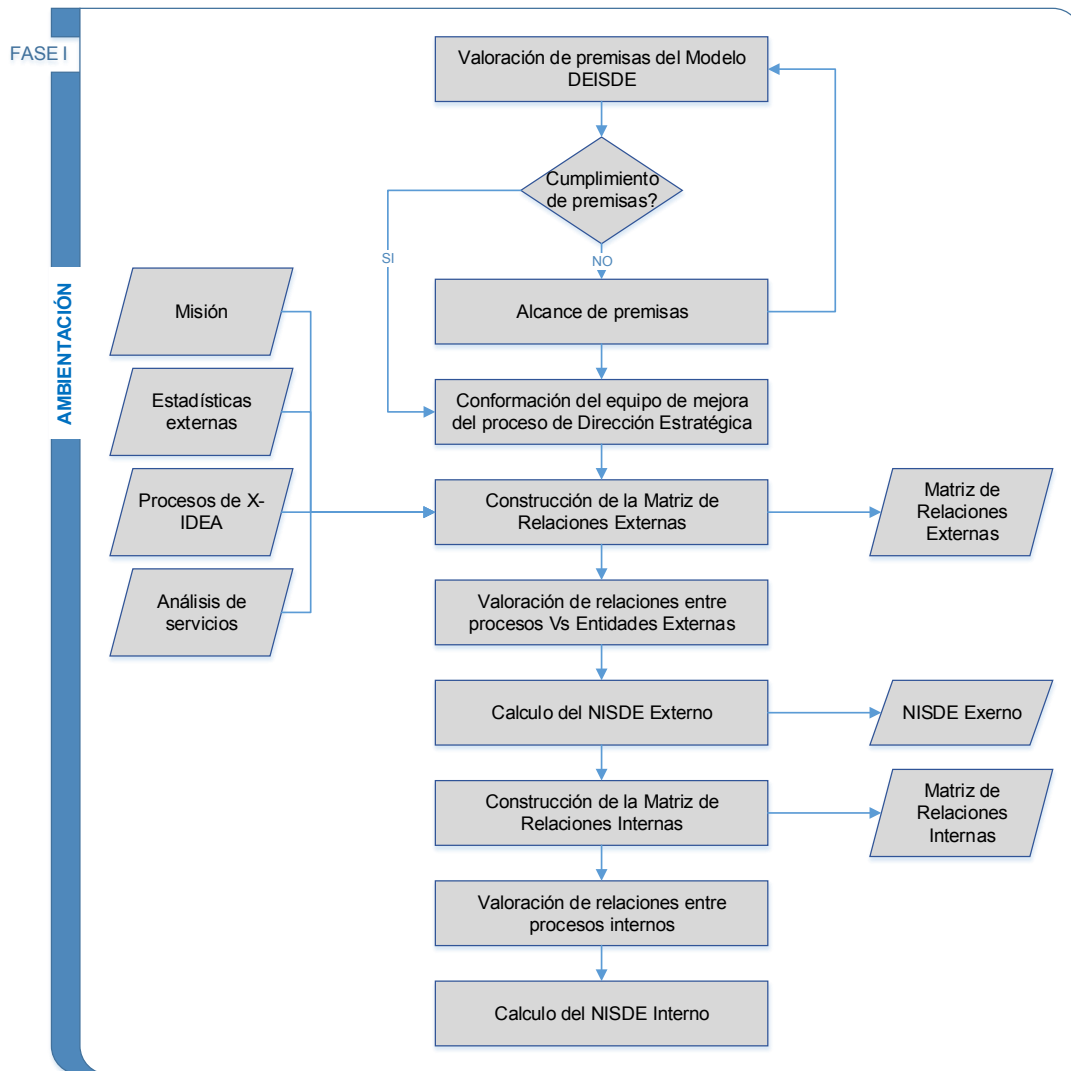 FASE I
AMBIENTACIÓN
Valoración de premisas del Modelo
DEISDE
Cumplimiento
de premisas?
SI
NO
Alcance de premisas
Conformación del equipo de mejora
del proceso de Dirección Estratégica
Misión
Estadísticas
externas
Procesos de X-
IDEA
Análisis de
servicios
Construcción de la Matriz de
Relaciones Externas
Matriz de
Relaciones
Externas
Valoración de relaciones entre
procesos Vs Entidades Externas
Calculo del NISDE Externo
NISDE Exerno
Construcción de la Matriz de
Relaciones Internas
Matriz de
Relaciones
Internas
Valoración de relaciones entre
procesos internos
Calculo del NISDE Interno